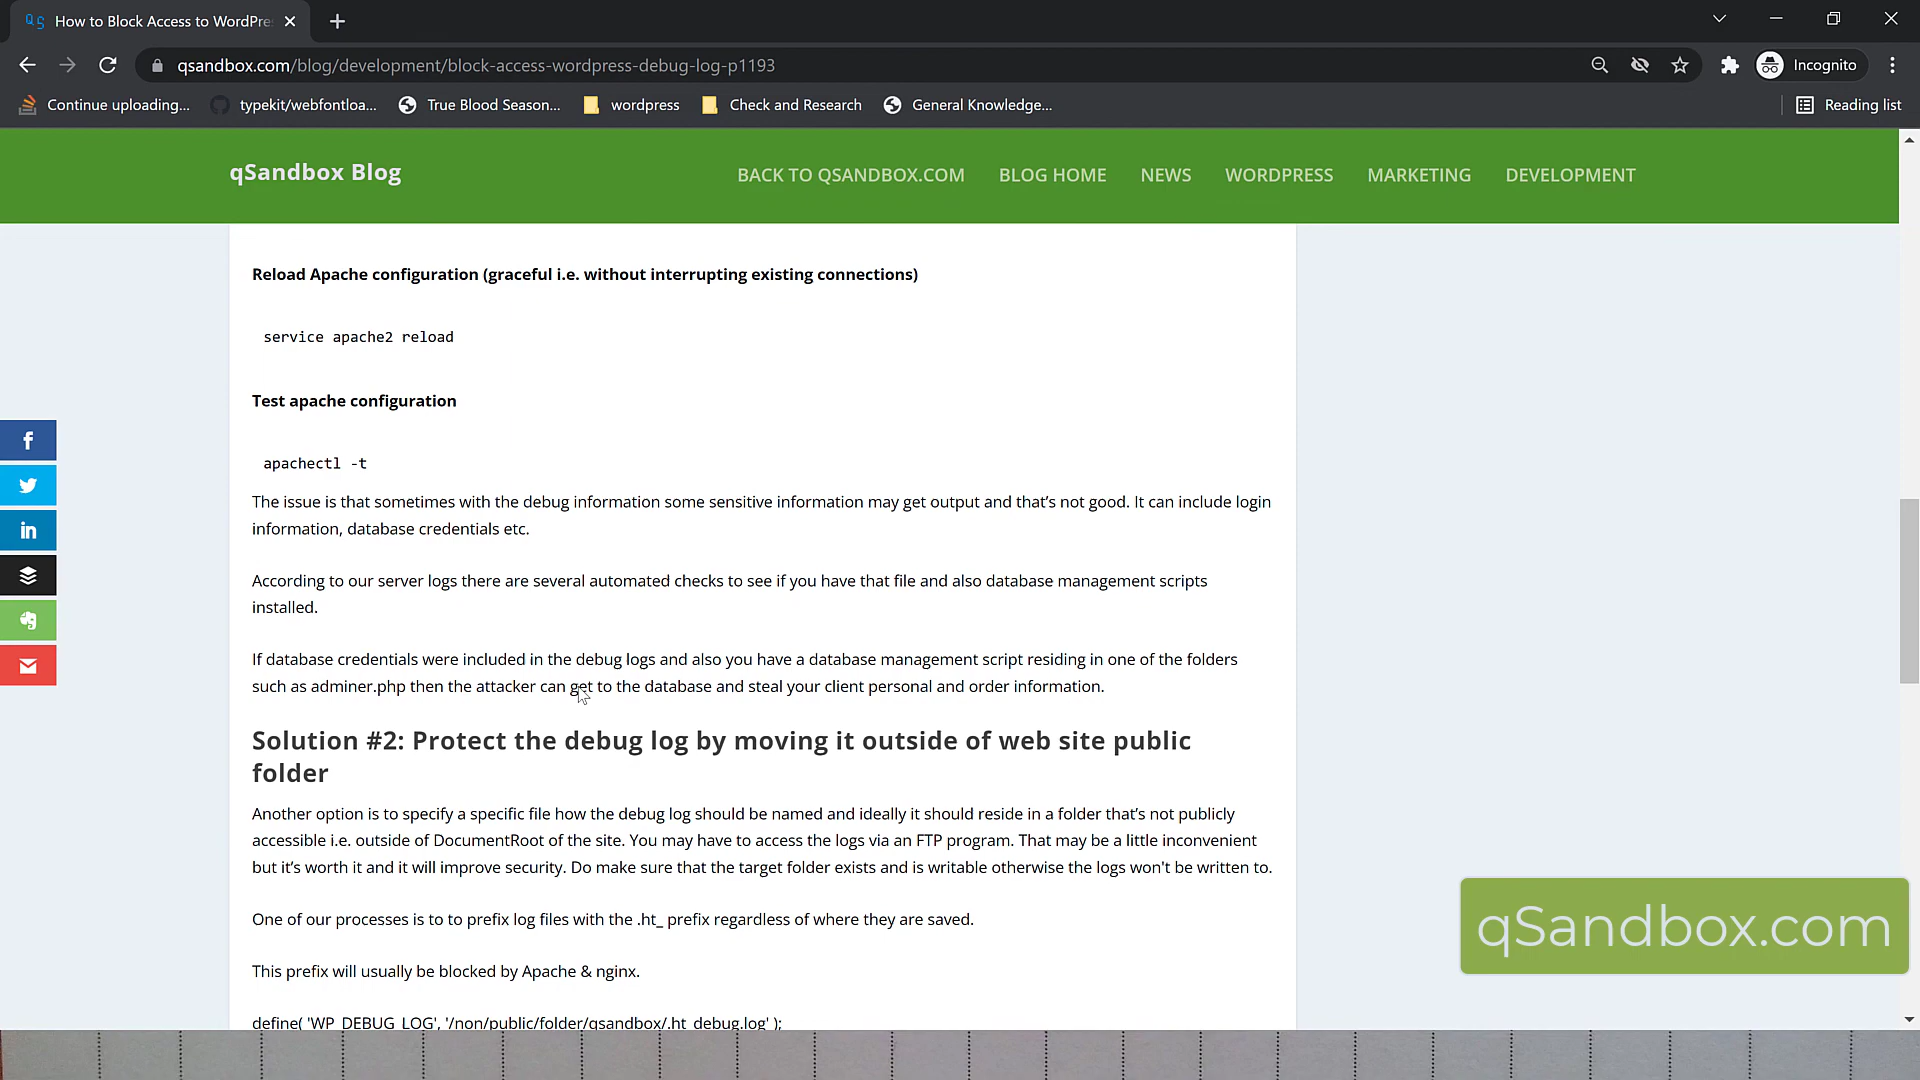 How to Block Access to WordPre
qsandbox.com/blog/development/block-access-wordpress-debug-log-p1193
Incognito
Continue uploading...
typekit/webfontloa...
True Blood Season...
wordpress
Check and Research
General Knowledge...
Reading list
qSandbox Blog
BACK TO QSANDBOX.COM
BLOG HOME
NEWS
WORDPRESS
MARKETING
DEVELOPMENT
Reload Apache configuration (graceful i.e. without interrupting existing connections)
service apache2 reload
Test apache configuration
apachectl -t
The issue is that sometimes with the debug information some sensitive information may get output and that's not good. It can include login
information, database credentials etc.
According to our server logs there are several automated checks to see if you have that file and also database management scripts
installed.
If database credentials were included in the debug logs and also you have a database management script residing in one of the folders
such as adminer.php then the attacker can get to the database and steal your client personal and order information.
Solution #2: Protect the debug log by moving it outside of web site public
folder
Another option is to specify a specific file how the debug log should be named and ideally it should reside in a folder that's not publicly
accessible i.e. outside of DocumentRoot of the site. You may have to access the logs via an FTP program. That may be a little inconvenient
but it's worth it and it will improve security. Do make sure that the target folder exists and is writable otherwise the logs won't be written to.
One of our processes is to to prefix log files with the .ht_ prefix regardless of where they are saved.
This prefix will usually be blocked by Apache & nginx.
define( 'WP_DEBUG_LOG', '/non/public/folder/qsandbox/.ht_debug.log' );
qSandbox.com